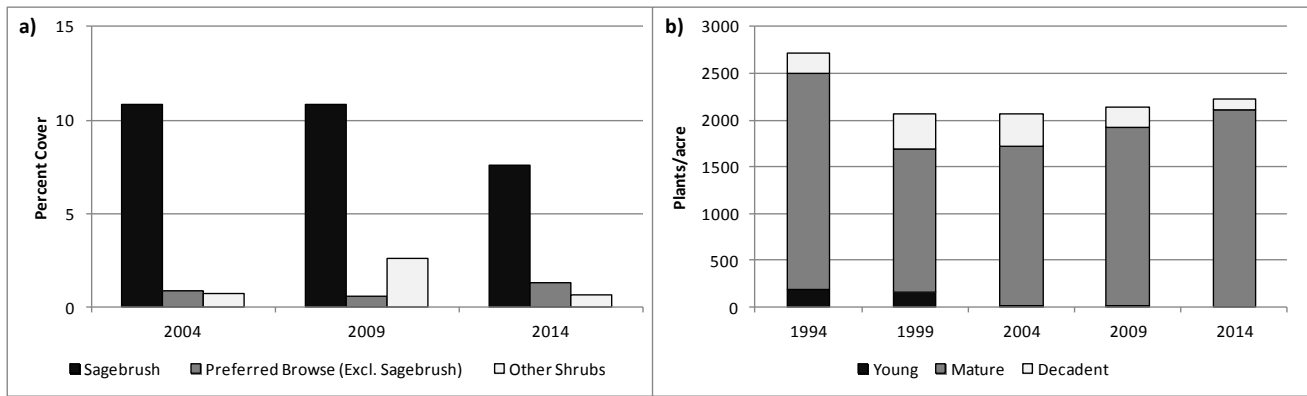 a)
15
10
5
0
Percent Cover
2004 2009 2014
Sagebrush Preferred Browse (Excl. Sagebrush) Other Shrubs
b)
3000
2500
2000
1500
1000
500
0
Plants/acre
1994 1999 2004 2009 2014
Young Mature Decadent